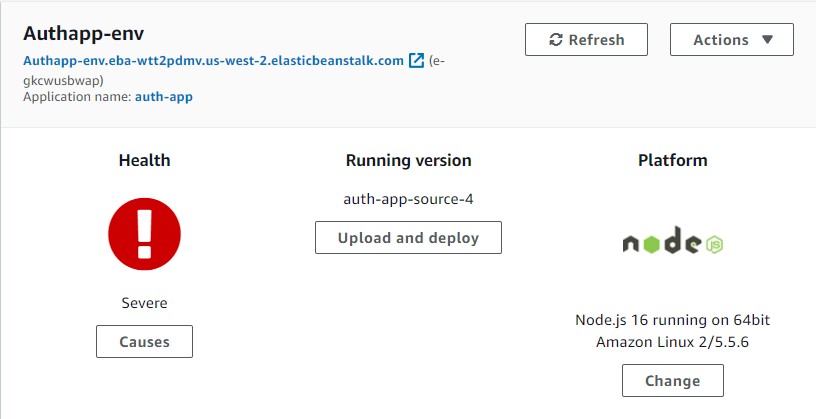 Authapp-env
Refresh
Actions
Authapp-env.eba-wtt2pdmv.us-west-2.elasticbeanstalk.com (e-
gkcwusbwap)
Application name: auth-app
Health
Running version
Platform
auth-app-source-4
Upload and deploy
node
JS
Severe
Causes
Node.js 16 running on 64bit
Amazon Linux 2/5.5.6
Change